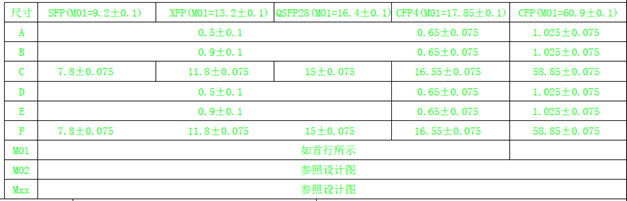 尺寸 SFP(M01=9.2±0.1) XFP(M01=13.2±0.1) QSFP28(M01=16.4±0.1) CFP4(M01=17.85±0.1) CFP(M01=60.9±0.1)
A 0.5±0.1 0.65±0.075 1.025±0.075
B 0.9±0.1 0.65±0.075 1.025±0.075
C 7.8±0.075 11.8±0.075 15±0.075 16.55±0.075 58.85±0.075
D 0.5±0.1 0.65±0.075 1.025±0.075
E 0.9±0.1 0.65±0.075 1.025±0.075
F 7.8±0.075 11.8±0.075 15±0.075 16.55±0.075 58.85±0.075
M01 如首行所示
M02 参照设计图
Mxx 参照设计图